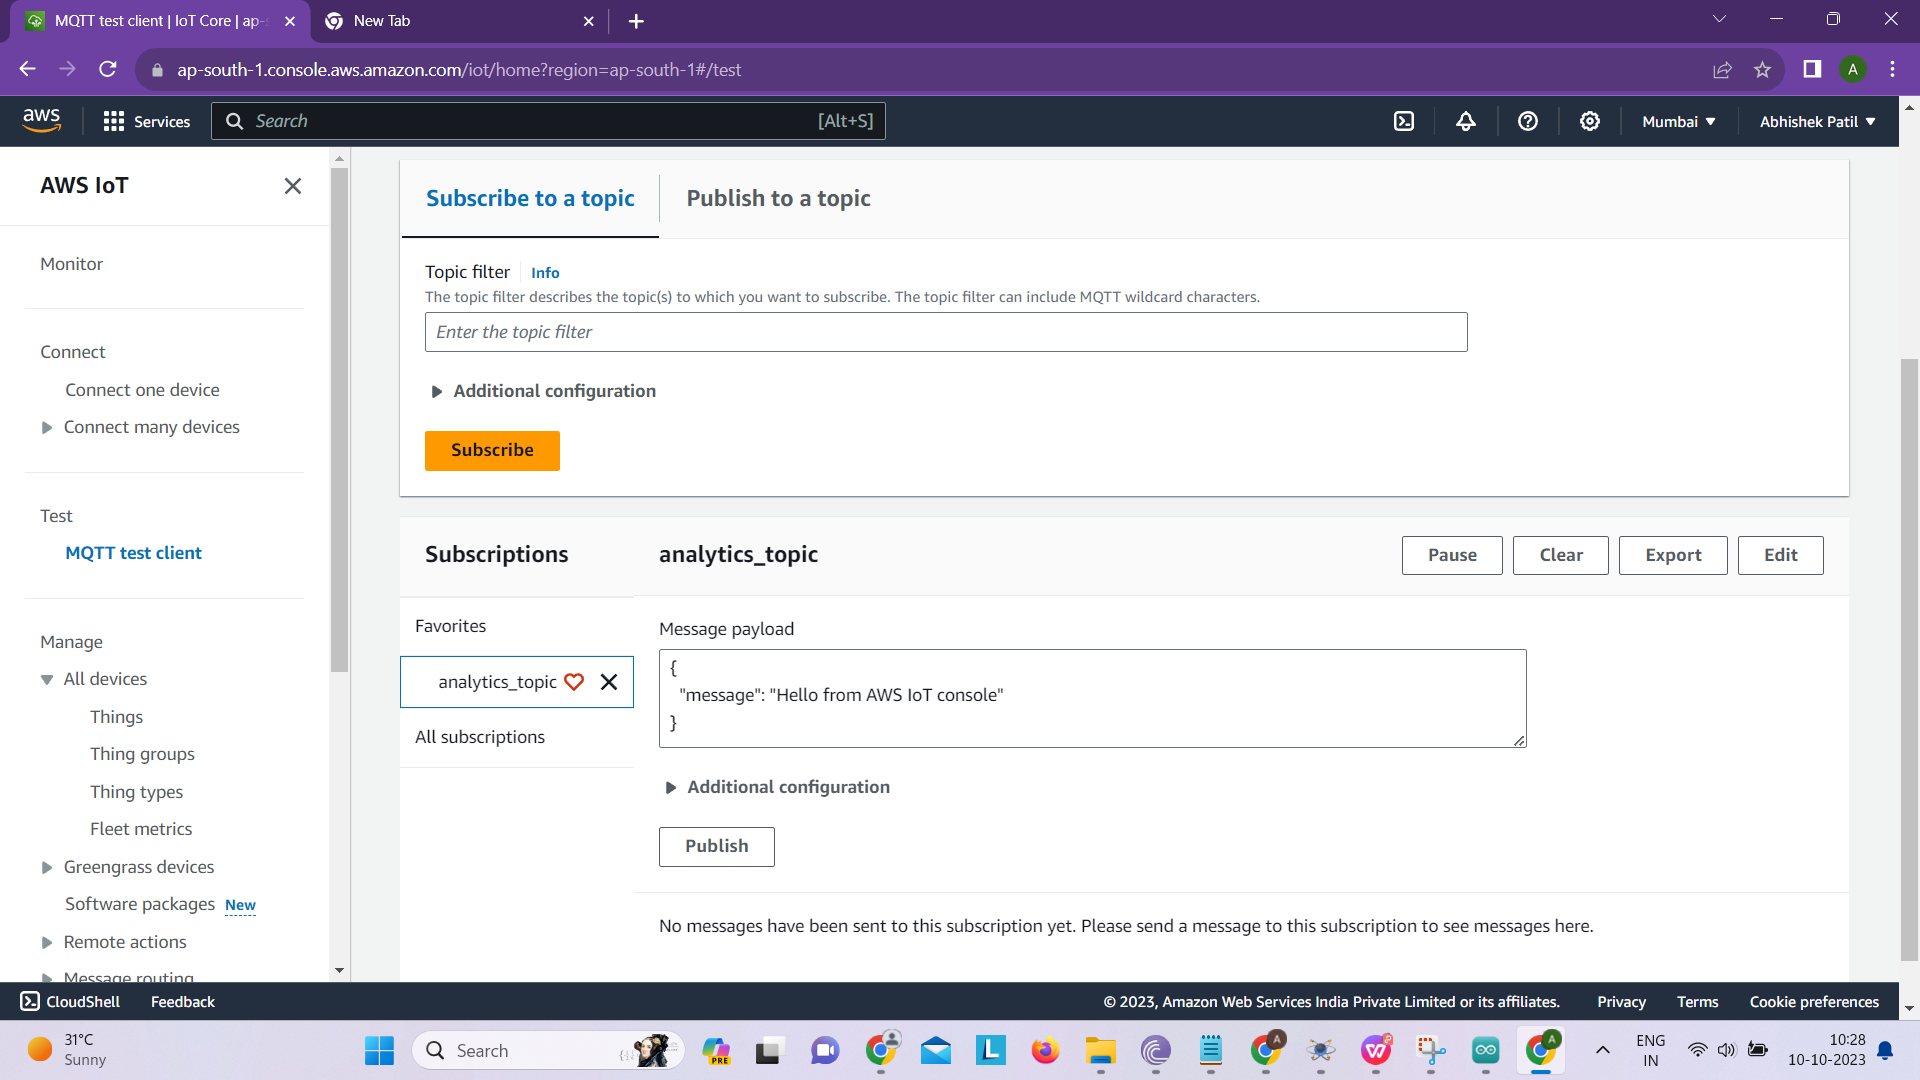 MQTT test client | IoT Core | ap-s
New Tab
ap-south-1.console.aws.amazon.com/iot/home?region=ap-south-1#/test
A
aws
Services
Search
[Alt+S]
Mumbai
Abhishek Patil
AWS IoT
Monitor
Connect
Connect one device
Connect many devices
Test
MQTT test client
Manage
All devices
Things
Thing groups
Thing types
Fleet metrics
Greengrass devices
Software packages New
Remote actions
Message routing
Subscribe to a topic
Publish to a topic
Topic filter
Info
The topic filter describes the topic(s) to which you want to subscribe. The topic filter can include MQTT wildcard characters.
Enter the topic filter
Additional configuration
Subscribe
Subscriptions
analytics_topic
Pause
Clear
Export
Edit
Favorites
analytics_topic
All subscriptions
Message payload
{
"message": "Hello from AWS IoT console"
}
Additional configuration
Publish
No messages have been sent to this subscription yet. Please send a message to this subscription to see messages here.
CloudShell
Feedback
© 2023, Amazon Web Services India Private Limited or its affiliates.
Privacy
Terms
Cookie preferences
31°C
Sunny
Search
PRE
L
A
W
A
ENG
IN
10:28
10-10-2023